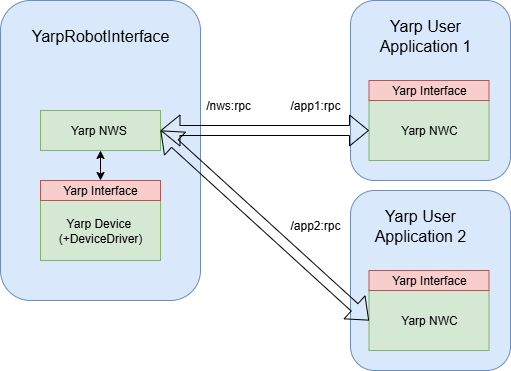 YarpRobotInterface
Yarp NWS
Yarp Interface
Yarp Device
(+DeviceDriver)
/nws:rpc
/app1:rpc
/app2:rpc
Yarp User
Application 1
Yarp Interface
Yarp NWC
Yarp User
Application 2
Yarp Interface
Yarp NWC